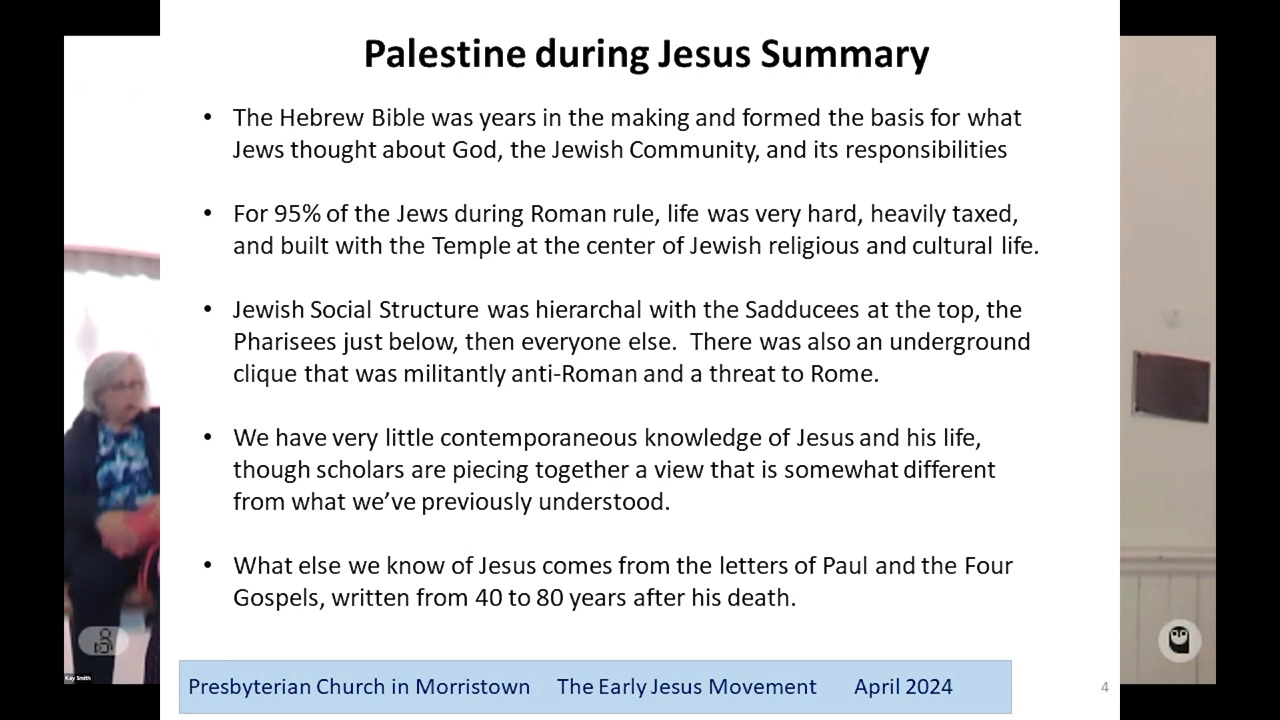 Palestine during Jesus Summary
• The Hebrew Bible was years in the making and formed the basis for what
Jews thought about God, the Jewish Community, and its responsibilities
• For 95% of the Jews during Roman rule, life was very hard, heavily taxed,
and built with the Temple at the center of Jewish religious and cultural life.
• Jewish Social Structure was hierarchal with the Sadducees at the top, the
Pharisees just below, then everyone else.  There was also an underground
clique that was militantly anti-Roman and a threat to Rome.
• We have very little contemporaneous knowledge of Jesus and his life,
though scholars are piecing together a view that is somewhat different
from what we’ve previously understood.
• What else we know of Jesus comes from the letters of Paul and the Four
Gospels, written from 40 to 80 years after his death.
Kay Smith
Presbyterian Church in Morristown The Early Jesus Movement April 2024
4